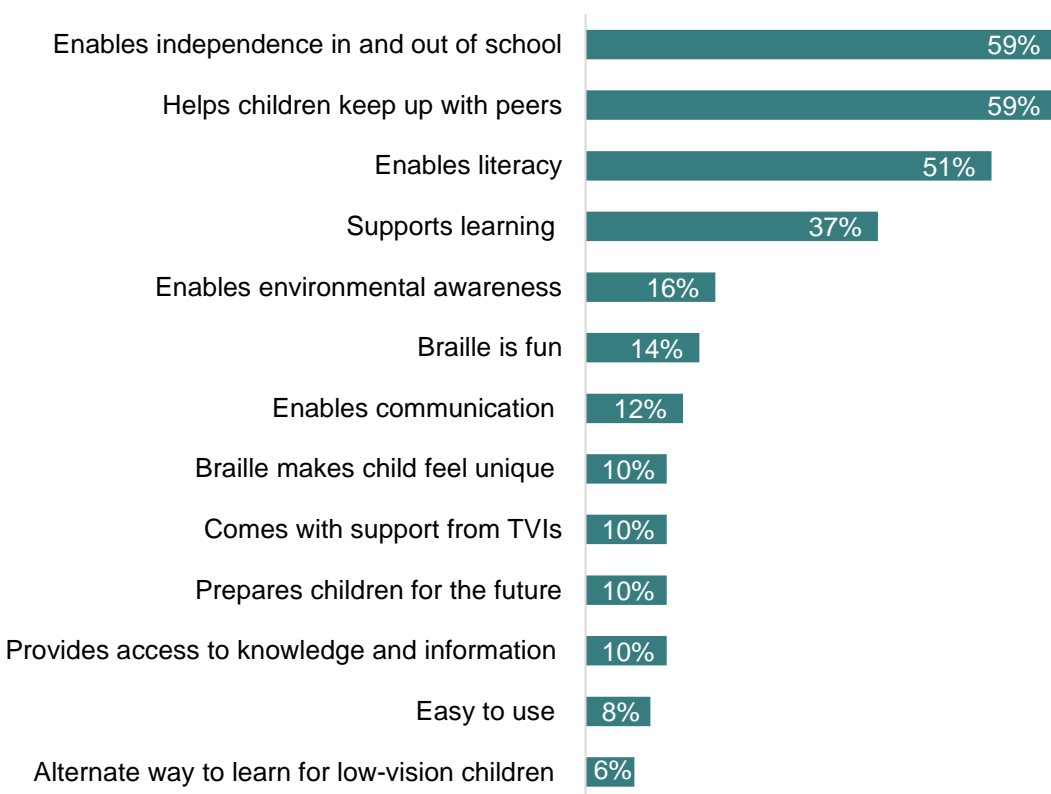 Enables independence in and out of school 59%
Helps children keep up with peers 59%
Enables literacy 51%
Supports learning 37%
Enables environmental awareness 16%
Braille is fun 14%
Enables communication 12%
Braille makes child feel unique 10%
Comes with support from TVIs 10%
Prepares children for the future 10%
Provides access to knowledge and information 10%
Easy to use 8%
Alternate way to learn for low-vision children 6%